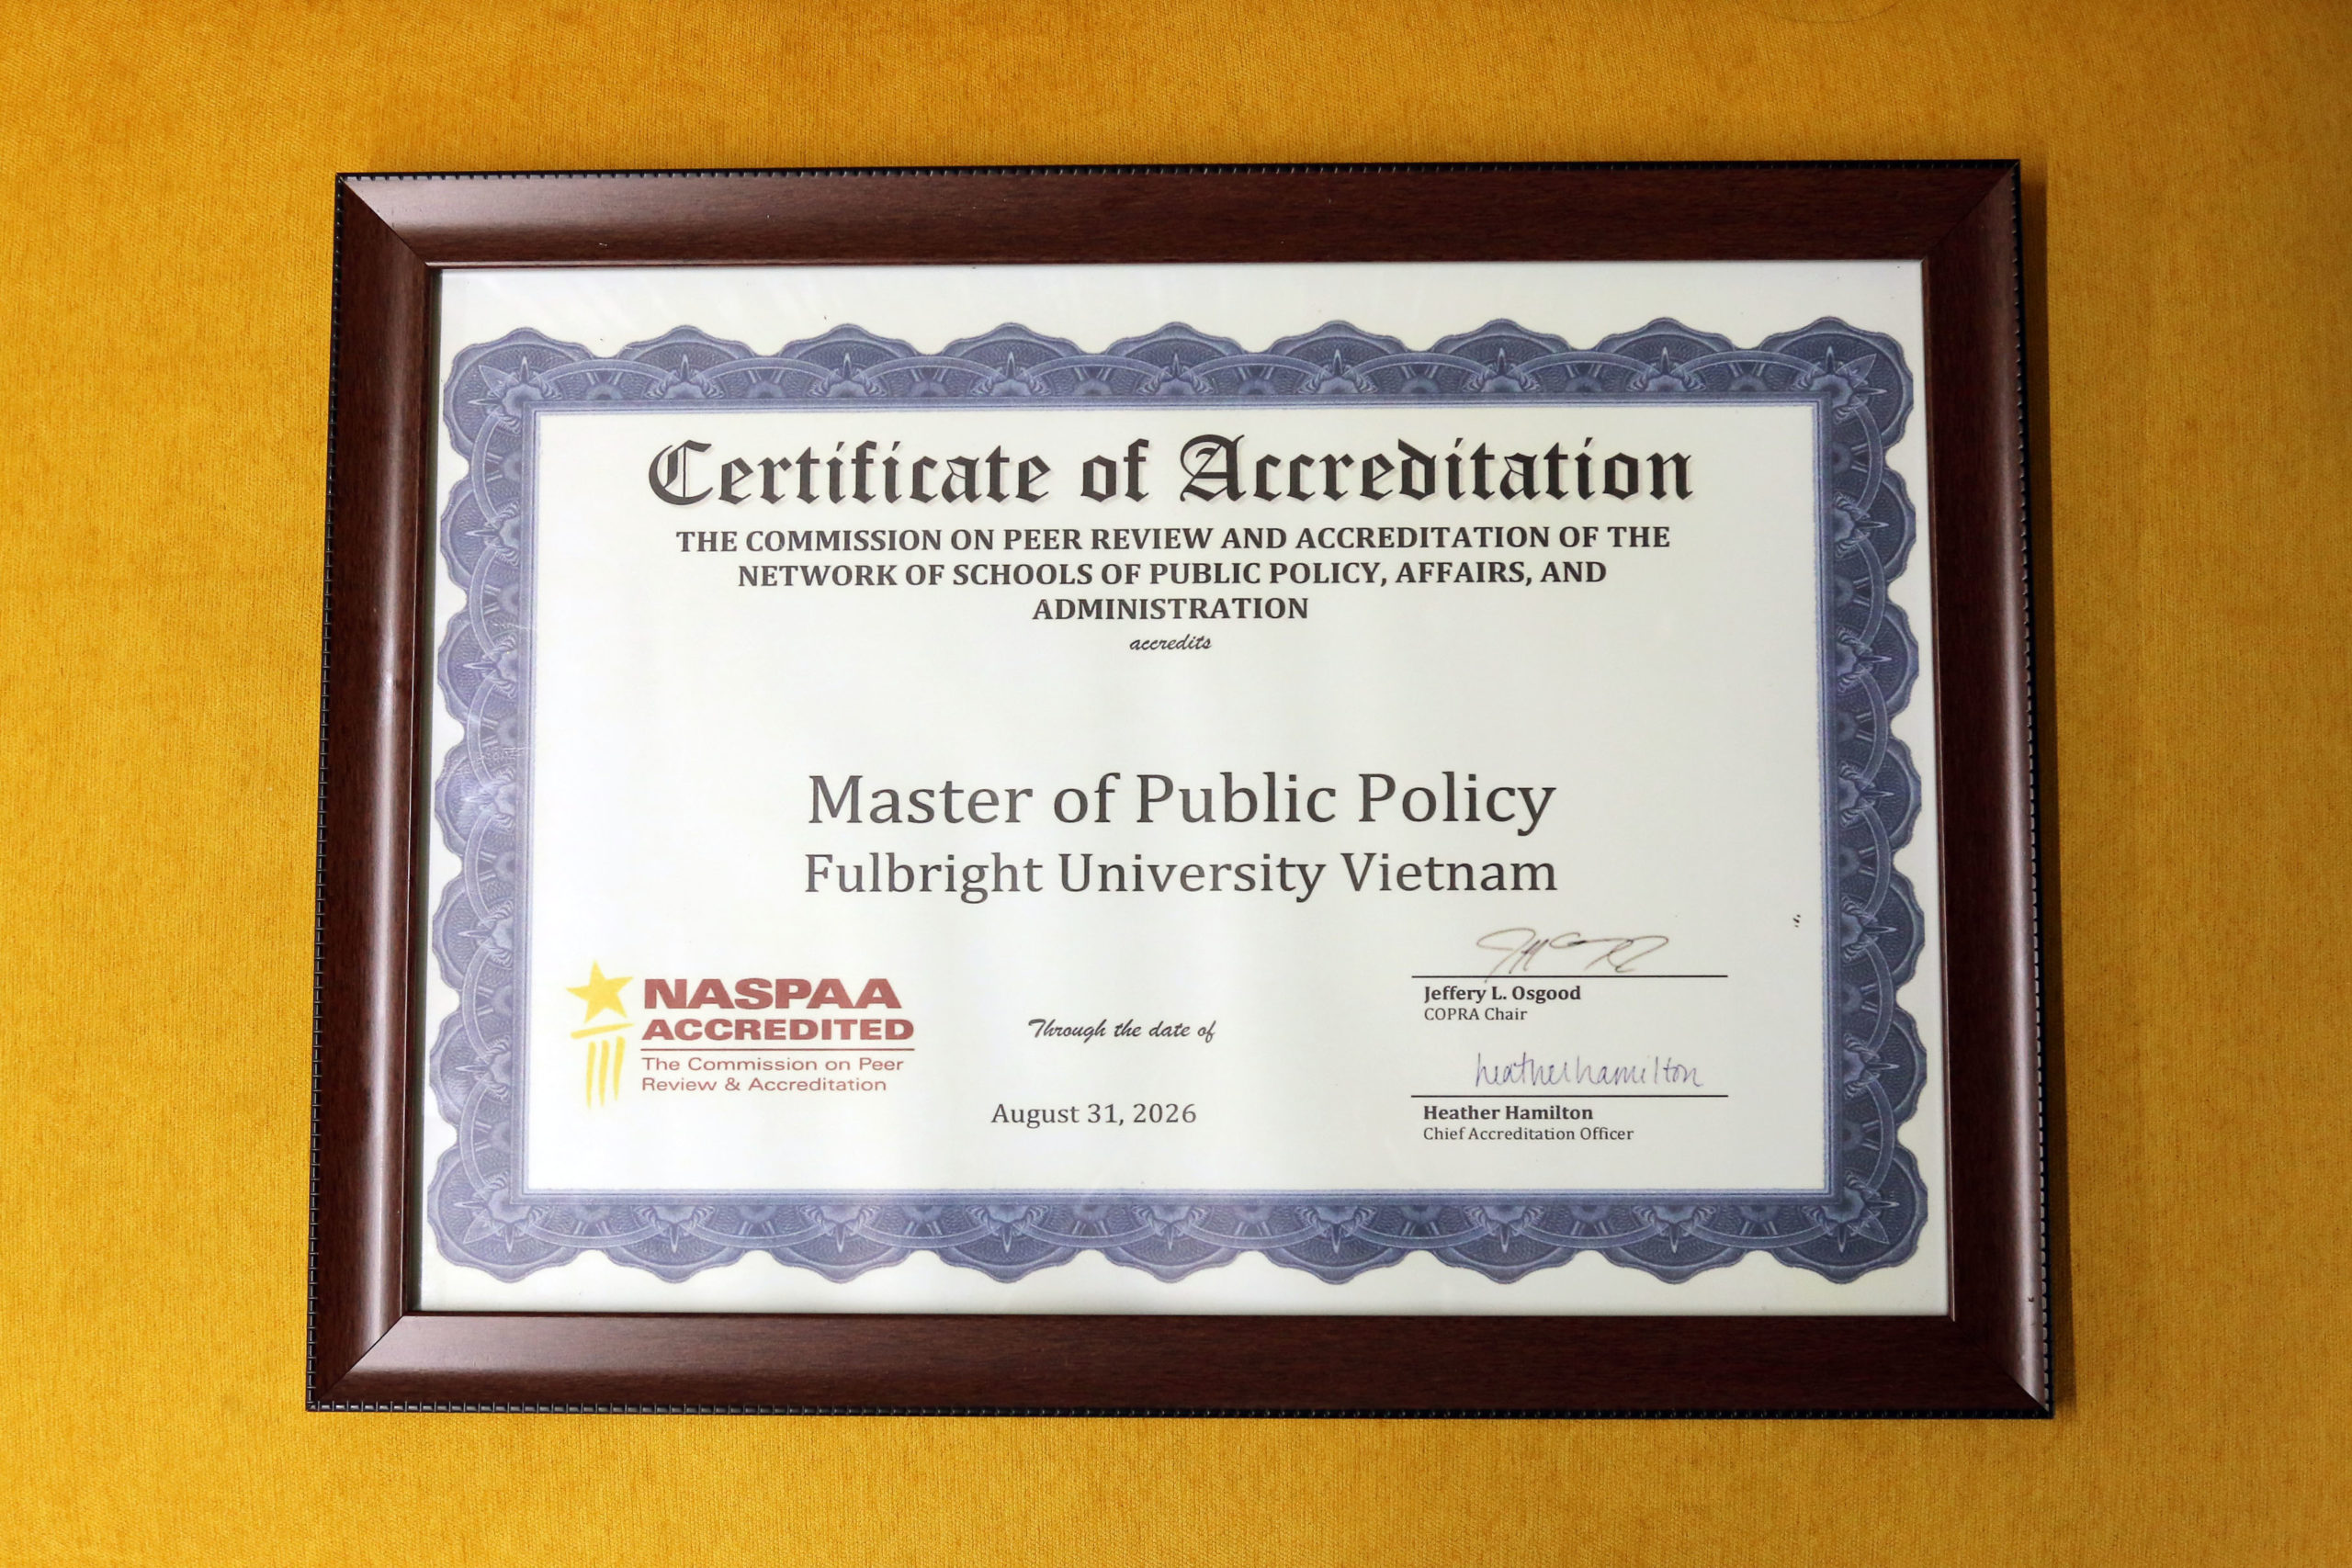 Certificate of Accreditation
THE COMMISSION ON PEER REVIEW AND ACCREDITATION OF THE
NETWORK OF SCHOOLS OF PUBLIC POLICY, AFFAIRS, AND
ADMINISTRATION
accredits
Master of Public Policy
Fulbright University Vietnam
NASPAA
ACCREDITED
The Commission on Peer
Review & Accreditation
Through the date of
August 31, 2026
Jeffery L. Osgood
COPRA Chair
heather hamilton
Heather Hamilton
Chief Accreditation Officer